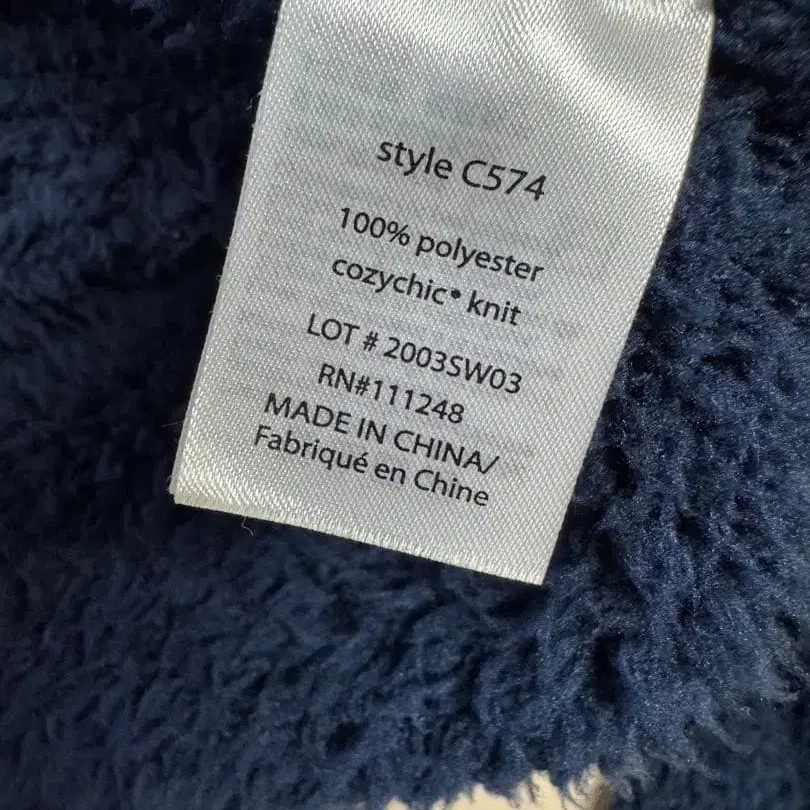 style C574
100% polyester
cozychic® knit
LOT # 2003SW03
RN#111248
MADE IN CHINA/
Fabriqué en Chine